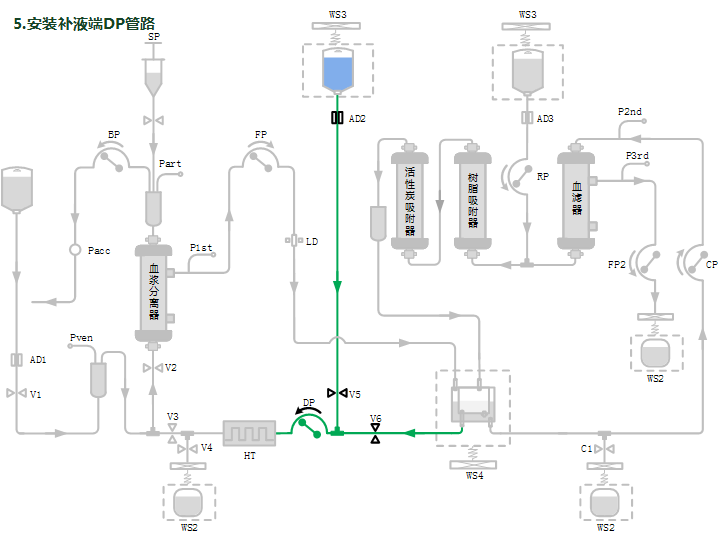 5.安装补液端DP管路
SP
WS3
WS3
BP
Part
FP
AD2
AD3
P2nd
P3rd
RP
活性炭吸附器
树脂吸附器
血滤器
Pacc
P1st
LD
血浆分离器
FP2
CP
Pven
AD1
V1
V2
V3
V4
HT
DP
V5
V6
WS2
WS4
C1
WS2
WS2